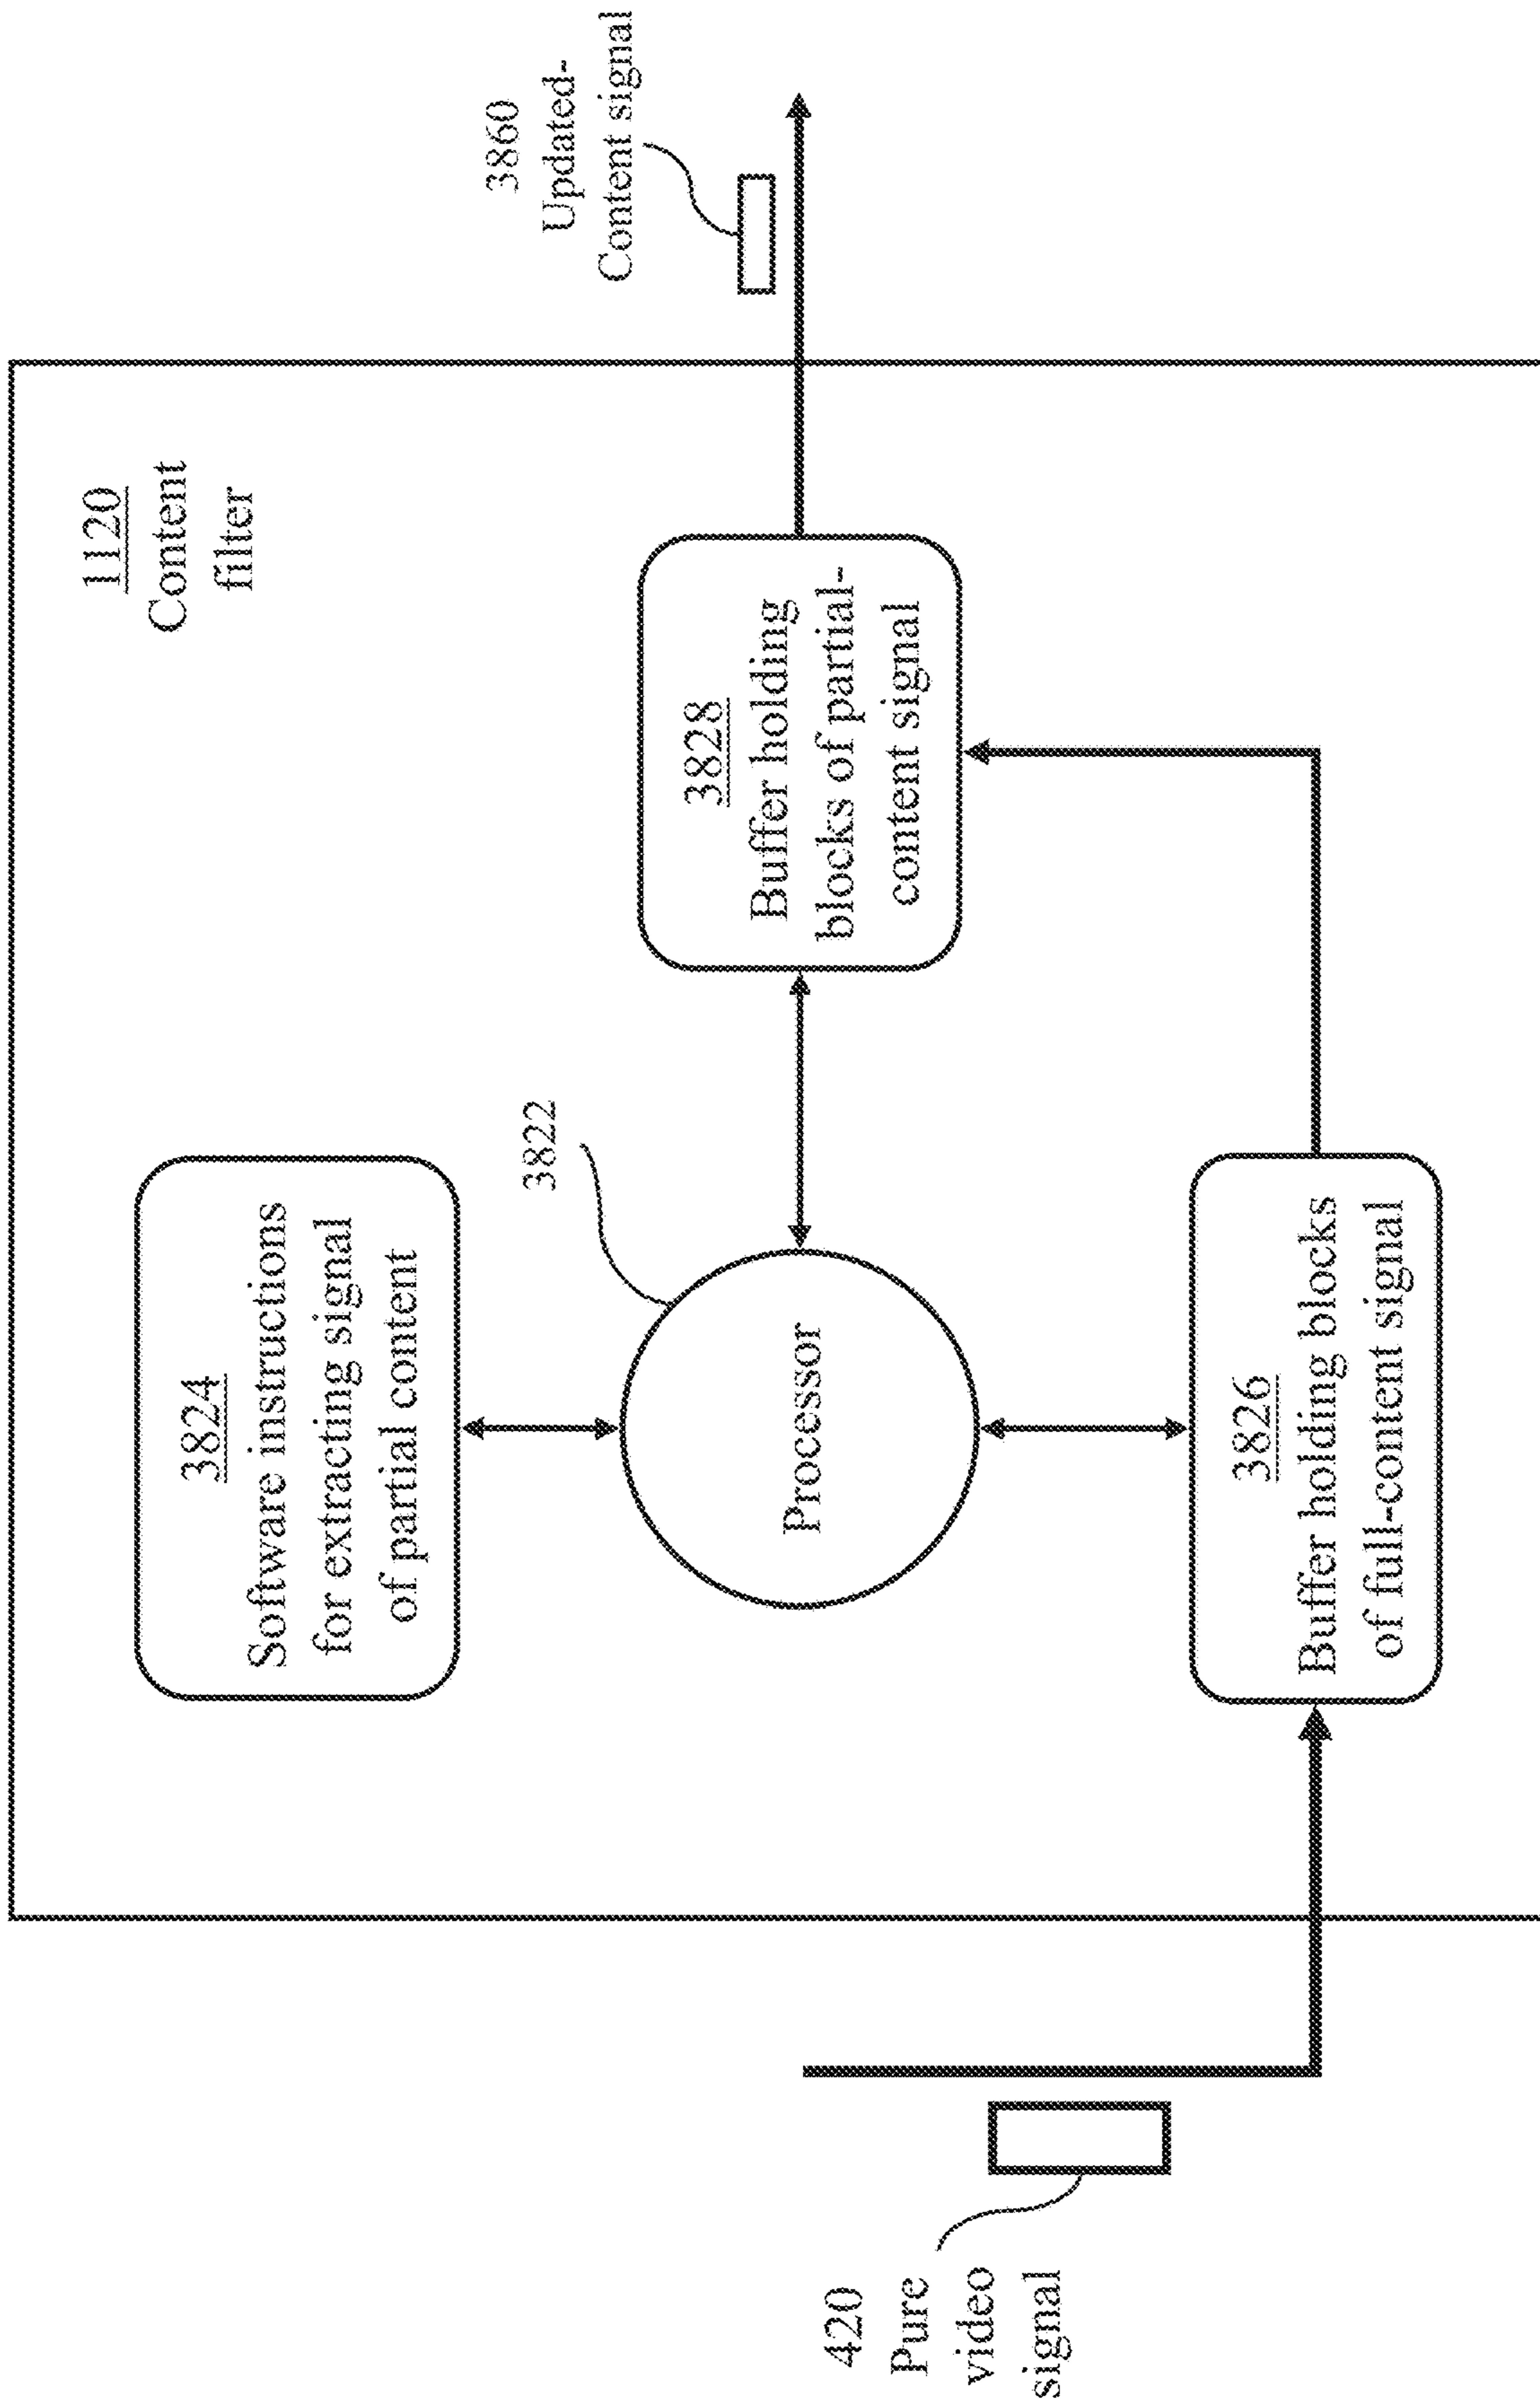 1120
Content
filter
3824
Software instructions
for extracting signal
of partial content
3822
Processor
3828
Buffer holding
blocks of partial-
content signal
3860
Updated-
Content signal
3826
Buffer holding blocks
of full-content signal
420
Pure
video
signal